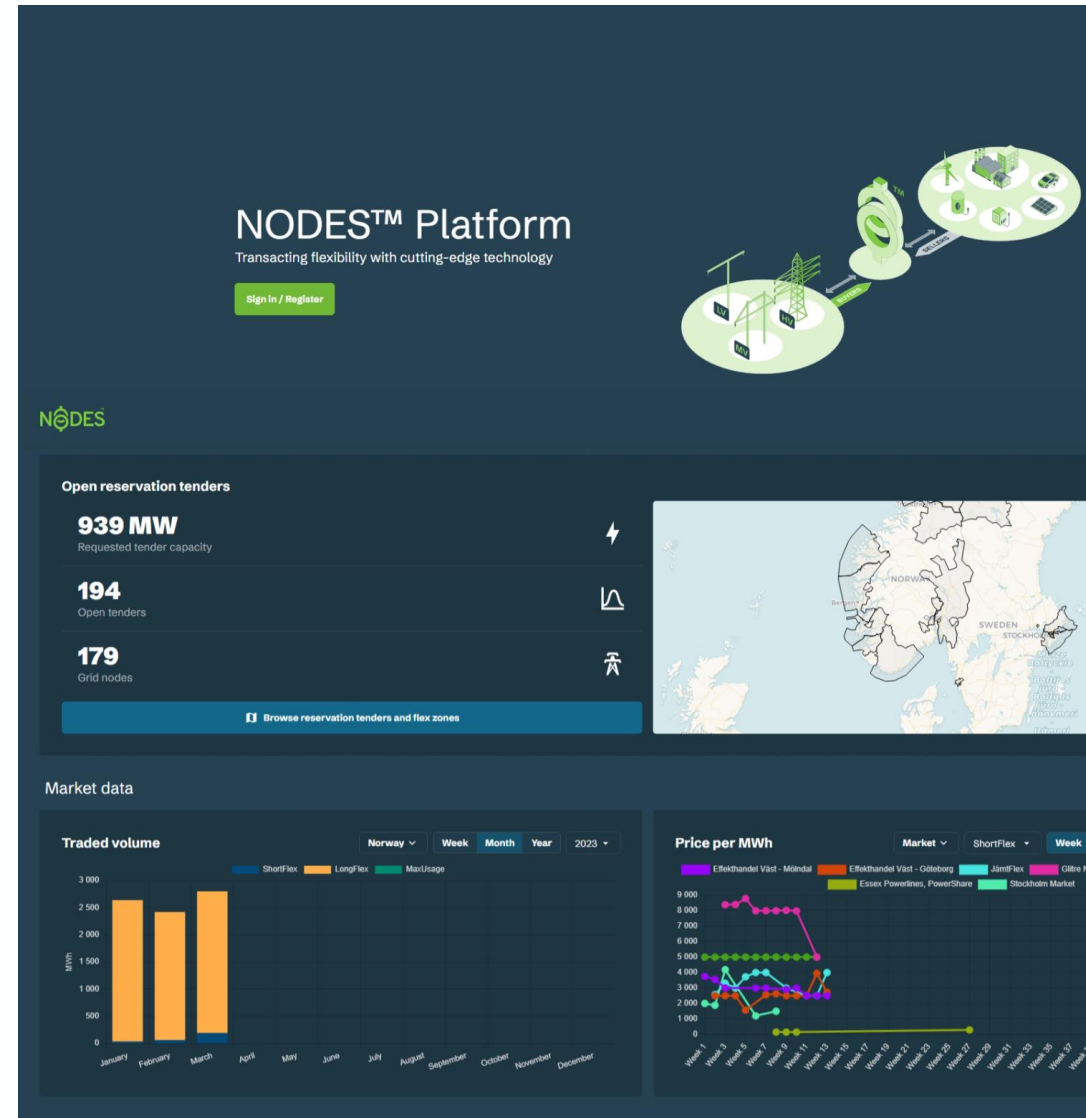 NODES™ Platform
Transacting flexibility with cutting-edge technology
Sign in / Register
TM
SELLERS
BUYERS
LV
HV
MV
NODES
Open reservation tenders
939 MW
Requested tender capacity
194
Open tenders
179
Grid nodes
Browse reservation tenders and flex zones
NORWAY
Bergen
SWEDEN
Market data
Traded volume
Norway
Week
Month
Year
2023
ShortFlex
LongFlex
MaxUsage
MWh
3 000
2 500
2 000
1 500
1 000
500
0
January
February
March
April
May
June
July
August
September
October
November
December
Price per MWh
Market
ShortFlex
Week
Effekthandel Väst - Mölndal
Effekthandel Väst - Göteborg
JämtFlex
Glitre N
Essex Powerlines, PowerShare
Stockholm Market
9 000
8 000
7 000
6 000
5 000
4 000
3 000
2 000
1 000
0
Week 1
Week 3
Week 5
Week 7
Week 9
Week 11
Week 13
Week 15
Week 17
Week 19
Week 21
Week 23
Week 25
Week 27
Week 29
Week 31
Week 33
Week 35
Week 37